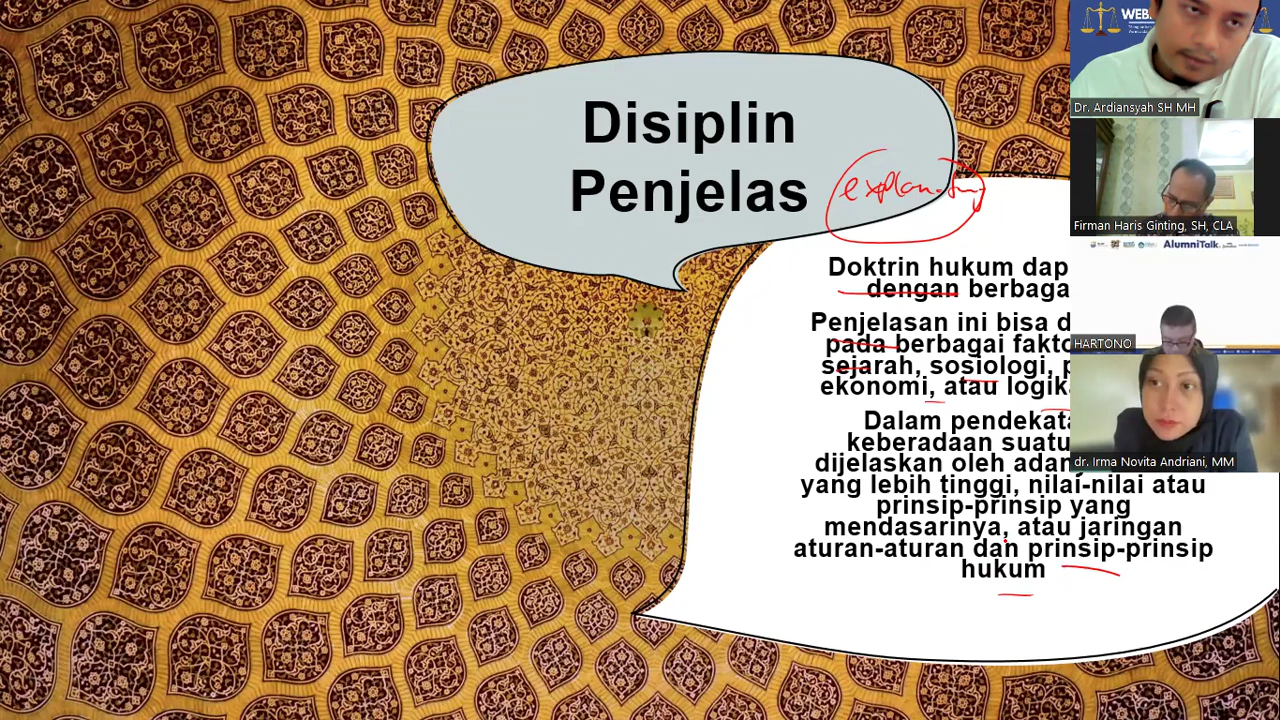 Disiplin
Penjelas
explanatory
Doktrin hukum dap
dengan berbaga
Penjelasan ini bisa d
pada berbagai fakto
sejarah, sosiologi, p
ekonomi, atau logika
Dalam pendekata
keberadaan suatu
dijelaskan oleh adan
yang lebih tinggi, nilai-nilai atau
prinsip-prinsip yang
mendasarinya, atau jaringan
aturan-aturan dan prinsip-prinsip
hukum
WEB
Dr. Ardiansyah SH MH
Firman Haris Ginting, SH, CLA
AlumniTalk
HARTONO
dr. Irma Novita Andriani, MM